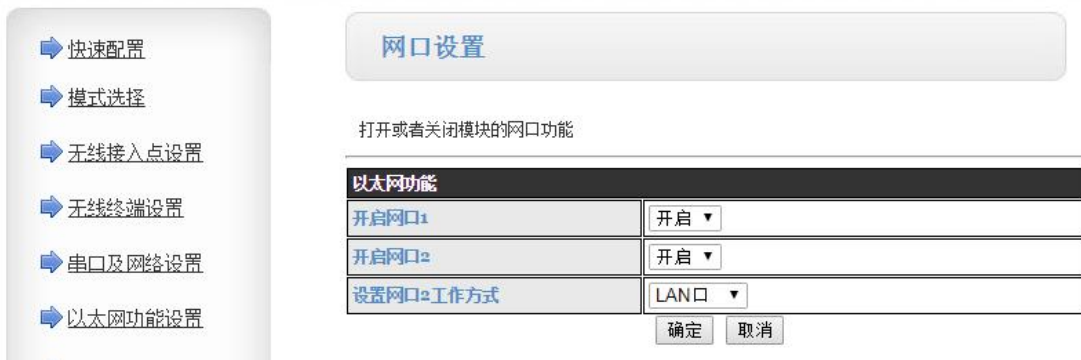 快速配置
模式选择
无线接入点设置
无线终端设置
串口及网络设置
以太网功能设置
网口设置
打开或者关闭模块的网口功能
以太网功能
开启网口1 开启
开启网口2 开启
设置网口2工作方式 LAN口
确定 取消